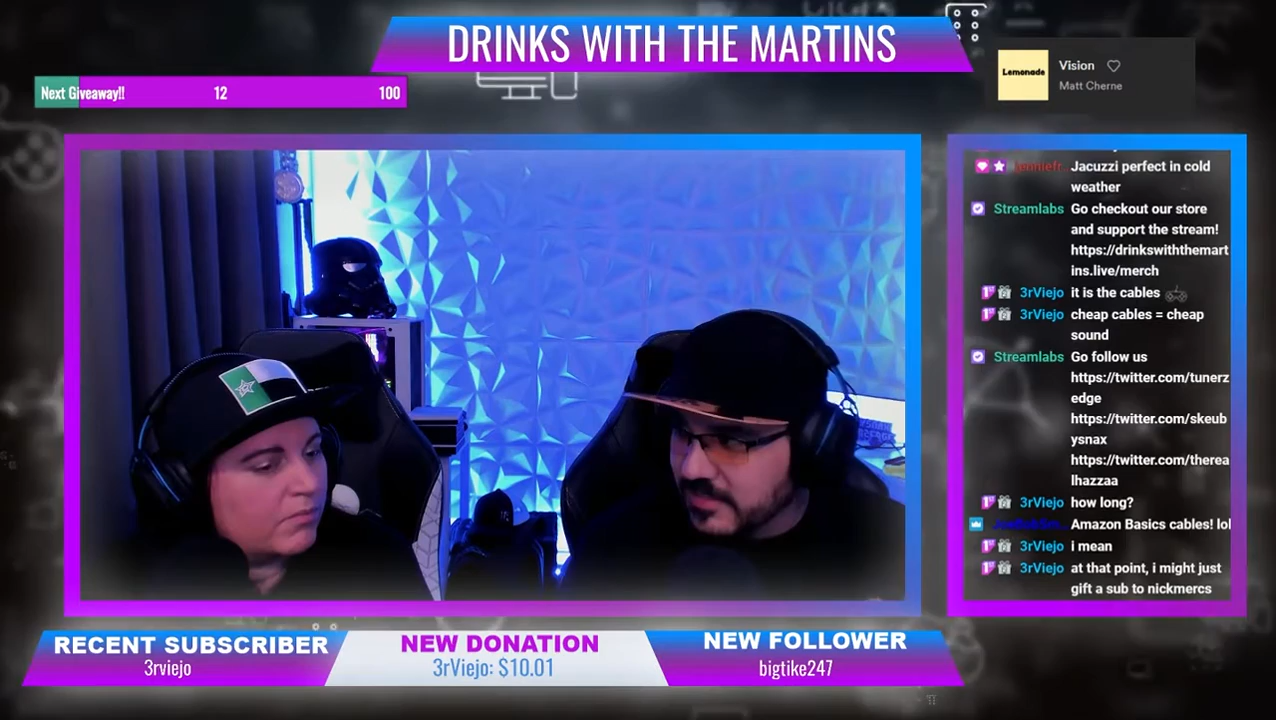 DRINKS WITH THE MARTINS
Next Giveaway!! 12 100
Lemonade
Vision
Matt Cherne
Jacuzzi perfect in cold
weather
Streamlabs Go checkout our store
and support the stream!
https://drinkswiththemart
ins.live/merch
3rViejo it is the cables
3rViejo cheap cables = cheap
sound
Streamlabs Go follow us
https://twitter.com/tunerz
edge
https://twitter.com/skeub
ysnax
https://twitter.com/therea
lhazzaa
3rViejo how long?
Amazon Basics cables! lol
3rViejo i mean
3rViejo at that point, i might just
gift a sub to nickmercs
RECENT SUBSCRIBER
3rviejo
NEW DONATION
3rViejo: $10.01
NEW FOLLOWER
bigtike247